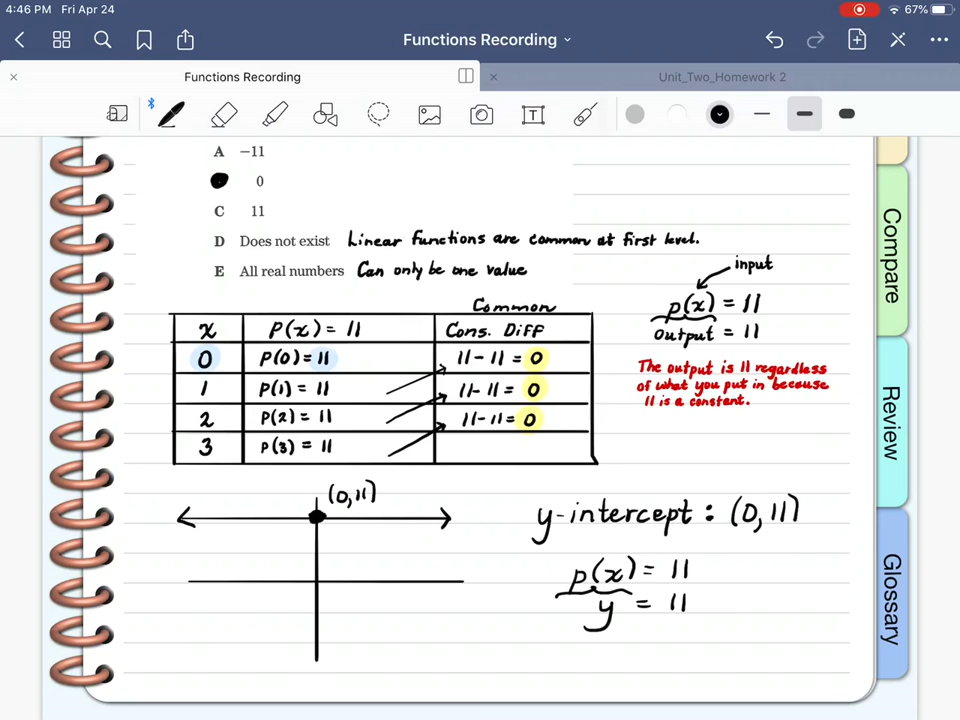 4:46 PM Fri Apr 24
67%
Functions Recording
Functions Recording
Unit_Two_Homework 2
A −11
0
C 11
D Does not exist Linear functions are common at first level.
E All real numbers Can only be one value
input
p(x) = 11
output = 11
The output is 11 regardless
of what you put in because
11 is a constant.
Common
x P(x) = 11 Cons. Diff
0 P(0) = 11 11 - 11 = 0
1 P(1) = 11 11 - 11 = 0
2 P(2) = 11 11 - 11 = 0
3 P(3) = 11
(0,11)
y-intercept : (0, 11)
p(x) = 11
y = 11
Compare
Review
Glossary